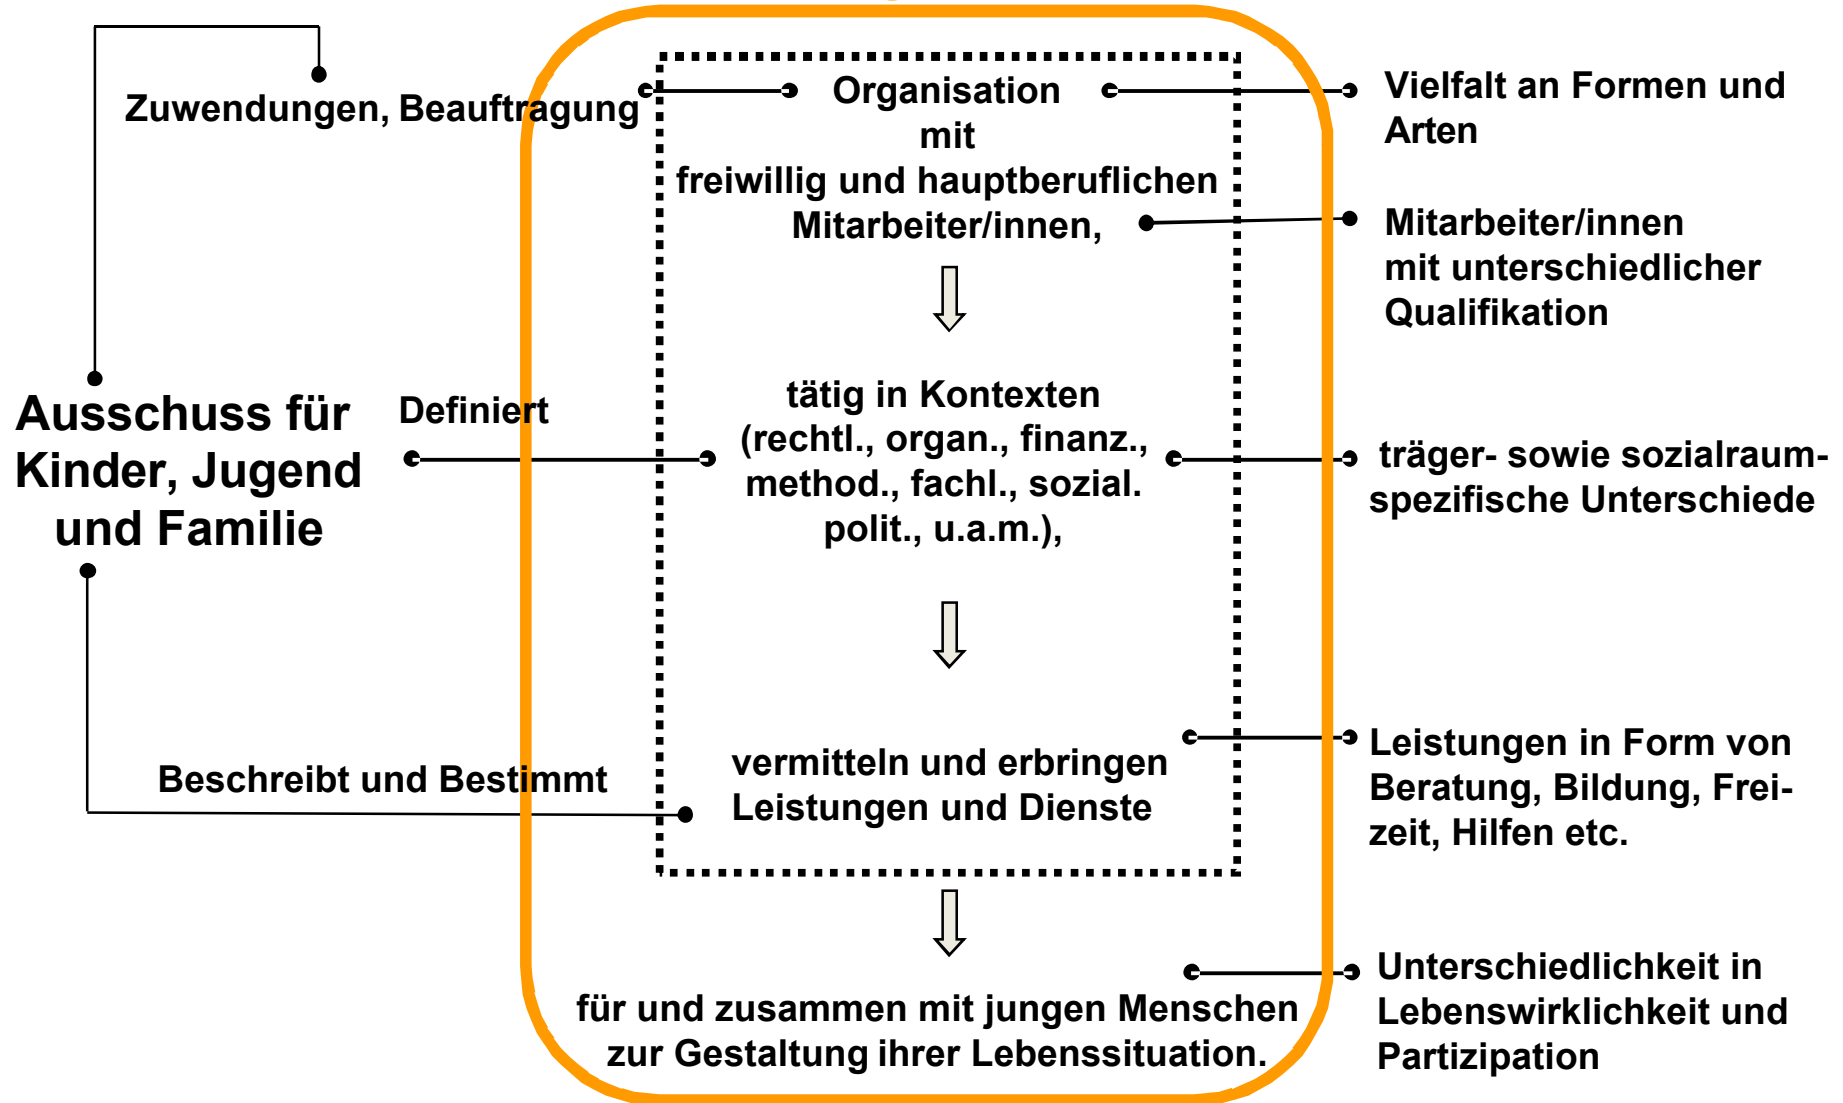 Zuwendungen, Beauftragung
Ausschuss für
Kinder, Jugend
und Familie
Definiert
Beschreibt und Bestimmt
Organisation
mit
freiwillig und hauptberuflichen
Mitarbeiter/innen,
tätig in Kontexten
(rechtl., organ., finanz.,
method., fachl., sozial.
polit., u.a.m.),
vermitteln und erbringen
Leistungen und Dienste
für und zusammen mit jungen Menschen
zur Gestaltung ihrer Lebenssituation.
Vielfalt an Formen und
Arten
Mitarbeiter/innen
mit unterschiedlicher
Qualifikation
träger- sowie sozialraum-
spezifische Unterschiede
Leistungen in Form von
Beratung, Bildung, Frei-
zeit, Hilfen etc.
Unterschiedlichkeit in
Lebenswirklichkeit und
Partizipation